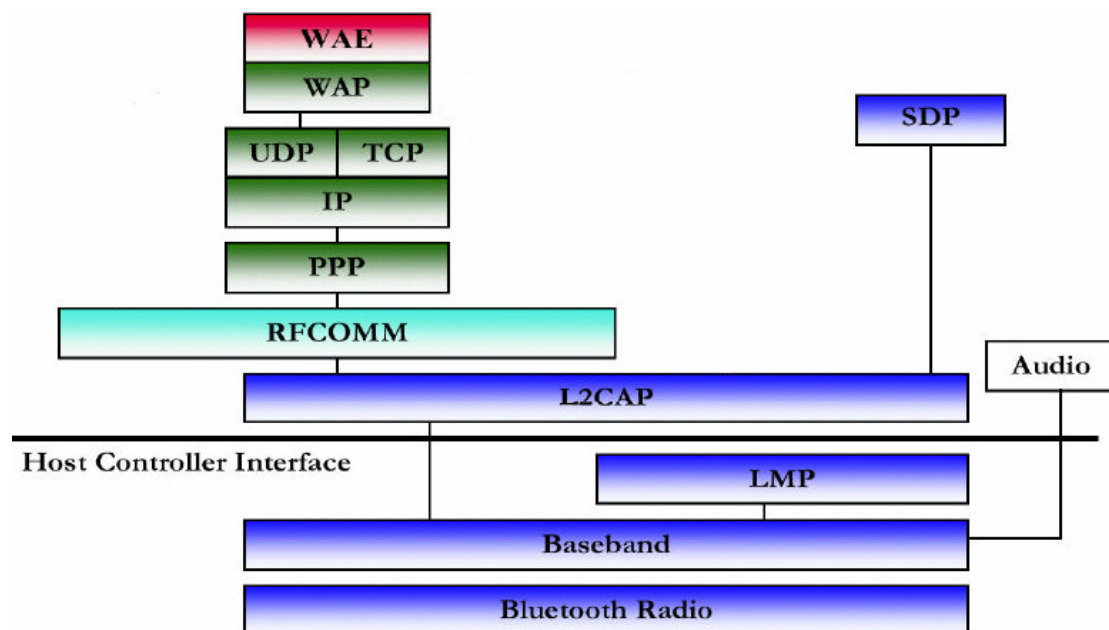 WAE
WAP
SDP
UDP TCP
IP
PPP
RFCOMM
Audio
L2CAP
Host Controller Interface
LMP
Baseband
Bluetooth Radio